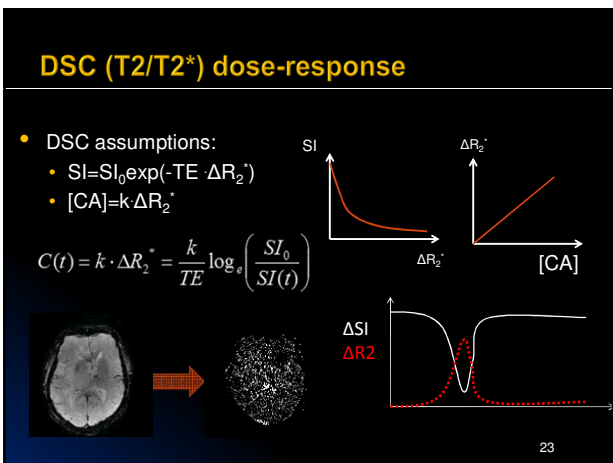 DSC (T2/T2*) dose-response
• DSC assumptions:
• SI=SI₀exp(-TE ·ΔR₂*)
• [CA]=k·ΔR₂*
C(t) = k · ΔR₂* = k/TE logₑ(SI₀/SI(t))
SI
ΔR₂*
ΔR₂*
[CA]
ΔSI
ΔR2
23